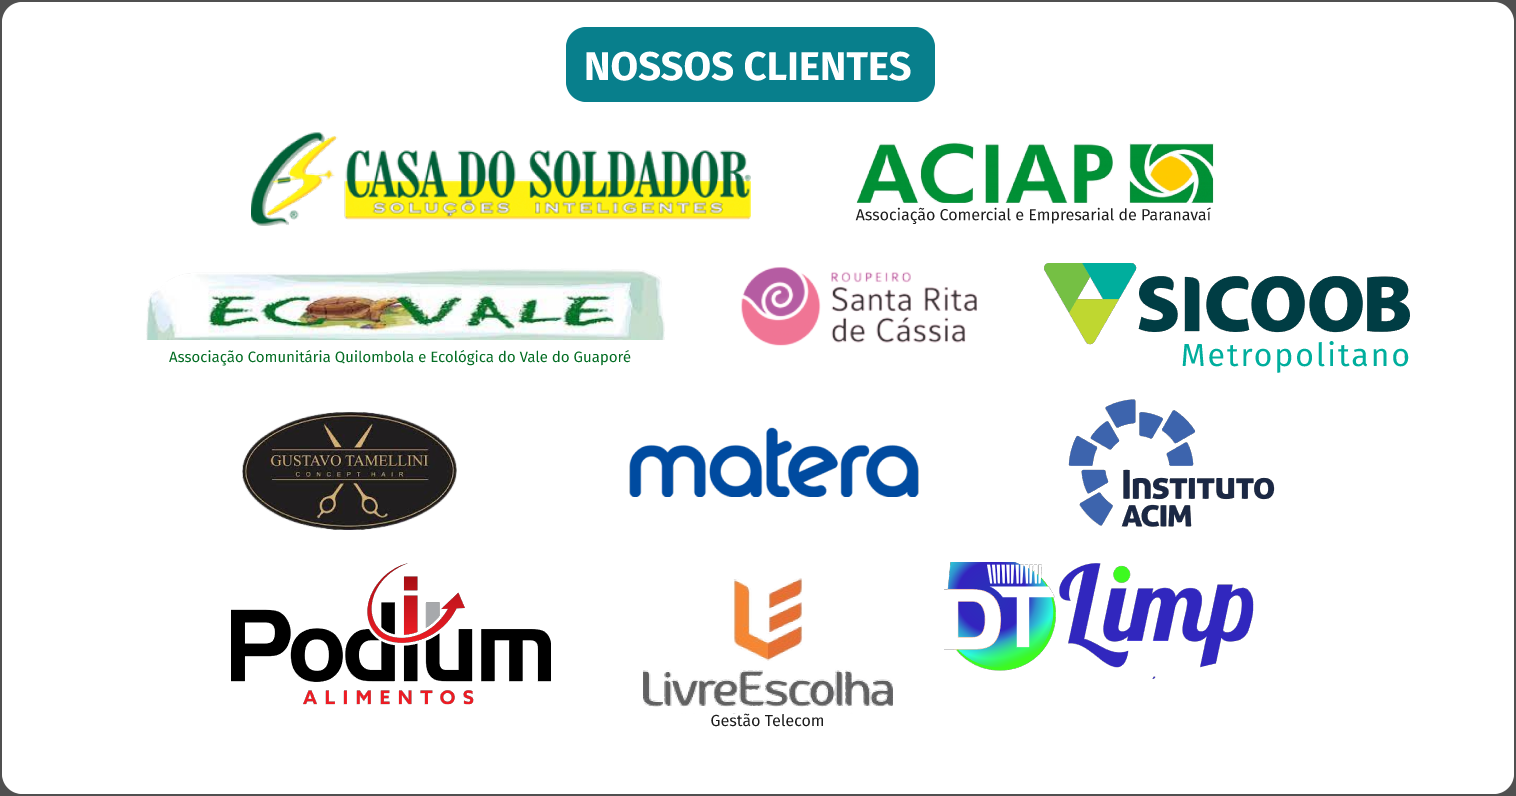 NOSSOS CLIENTES
CASA DO SOLDADOR
SOLUÇÕES INTELIGENTES
ACIAP
Associação Comercial e Empresarial de Paranavaí
ECOVALE
Associação Comunitária Quilombola e Ecológica do Vale do Guaporé
ROUPEIRO
Santa Rita
de Cássia
SICOOB
Metropolitano
GUSTAVO TAMELLINI
CONCEPT HAIR
matera
INSTITUTO
ACIM
Podium
ALIMENTOS
LE
LivreEscolha
Gestão Telecom
DT Limp